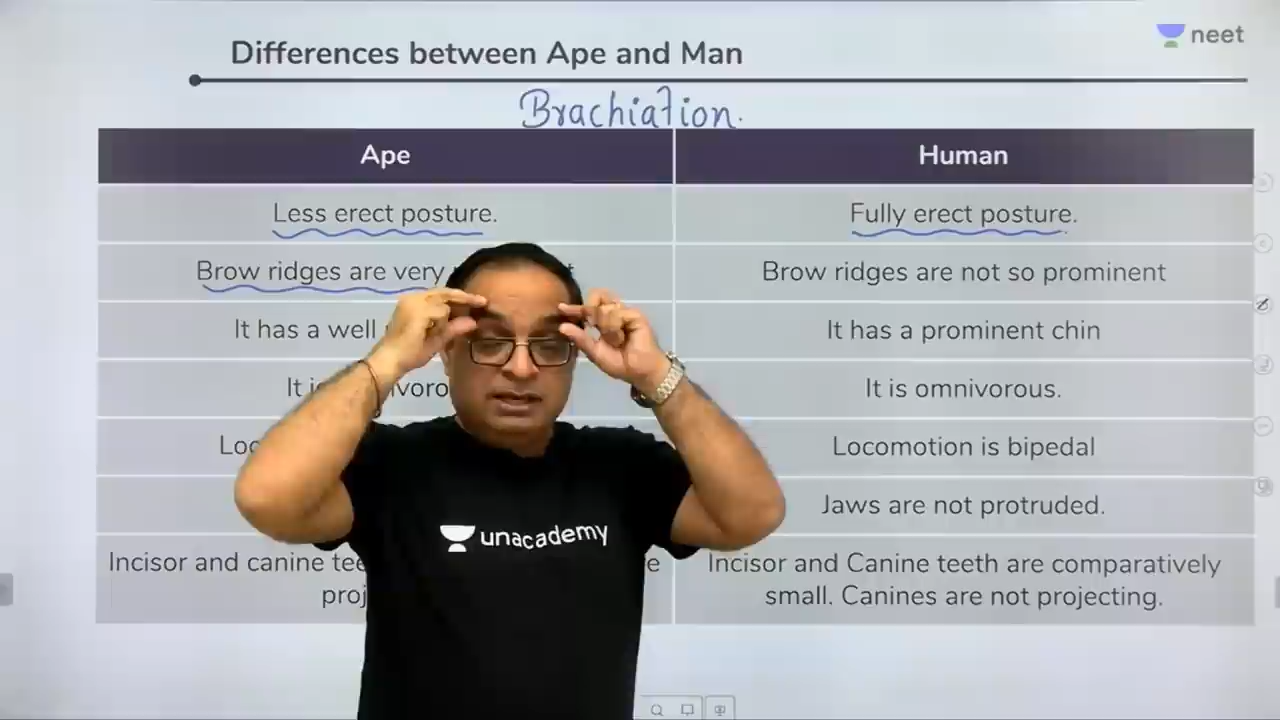 Differences between Ape and Man
neet
Brachiation.
Ape
Human
Less erect posture.
Fully erect posture.
Brow ridges are very
Brow ridges are not so prominent
It has a well
It has a prominent chin
It is omnivorous.
Locomotion is bipedal
Jaws are not protruded.
Incisor and canine
Incisor and Canine teeth are comparatively
small. Canines are not projecting.
unacademy